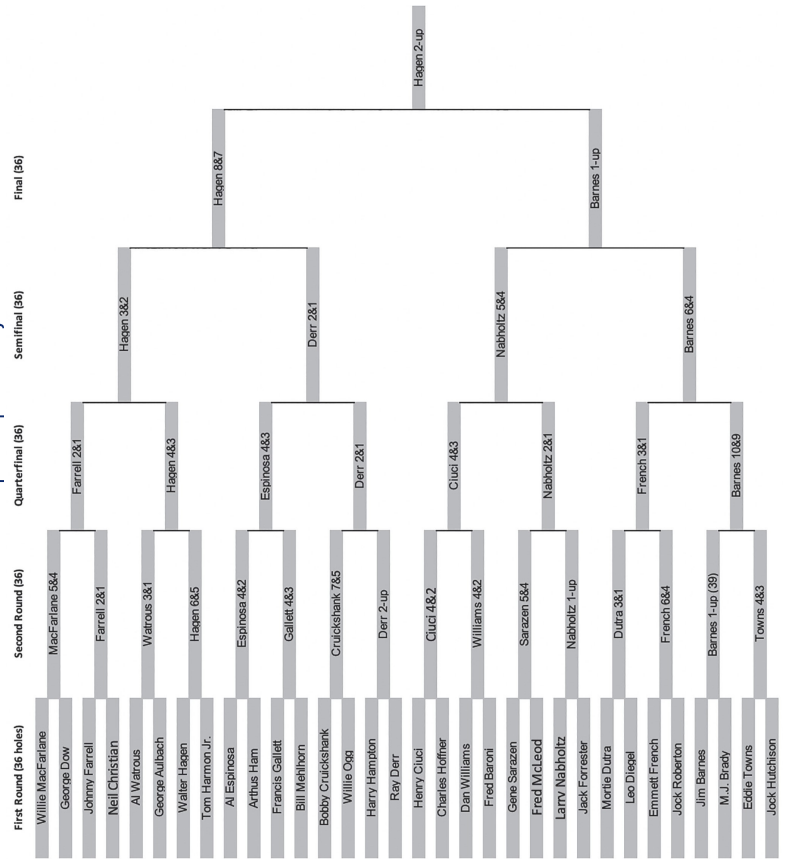 First Round (36 holes)
Second Round (36)
Quarterfinal (36)
Semifinal (36)
Final (36)
Willie MacFarlane
George Dow
Johnny Farrell
Neil Christian
Al Watrous
George Aulbach
Walter Hagen
Tom Harmon Jr.
Al Espinosa
Arthus Ham
Francis Gallett
Bill Mehlhorn
Bobby Cruickshank
Willie Ogg
Harry Hampton
Ray Derr
Henry Ciuci
Charles Hoffner
Dan Williams
Fred Baroni
Gene Sarazen
Fred McLeod
Larry Nabholtz
Jack Forrester
Mortie Dutra
Leo Diegel
Emmett French
Jock Roberton
Jim Barnes
M.J. Brady
Eddie Towns
Jock Hutchison
MacFarlane 5&4
Farrell 2&1
Watrous 3&1
Hagen 6&5
Espinosa 4&2
Gallett 4&3
Cruickshank 7&5
Derr 2-up
Ciuci 4&2
Williams 4&2
Sarazen 5&4
Nabholtz 1-up
Dutra 3&1
French 6&4
Barnes 1-up (39)
Towns 4&3
Farrell 2&1
Hagen 4&3
Espinosa 4&3
Derr 2&1
Ciuci 4&3
Nabholtz 2&1
French 3&1
Barnes 10&9
Hagen 3&2
Derr 2&1
Nabholtz 5&4
Barnes 6&4
Hagen 8&7
Barnes 1-up
Hagen 2-up